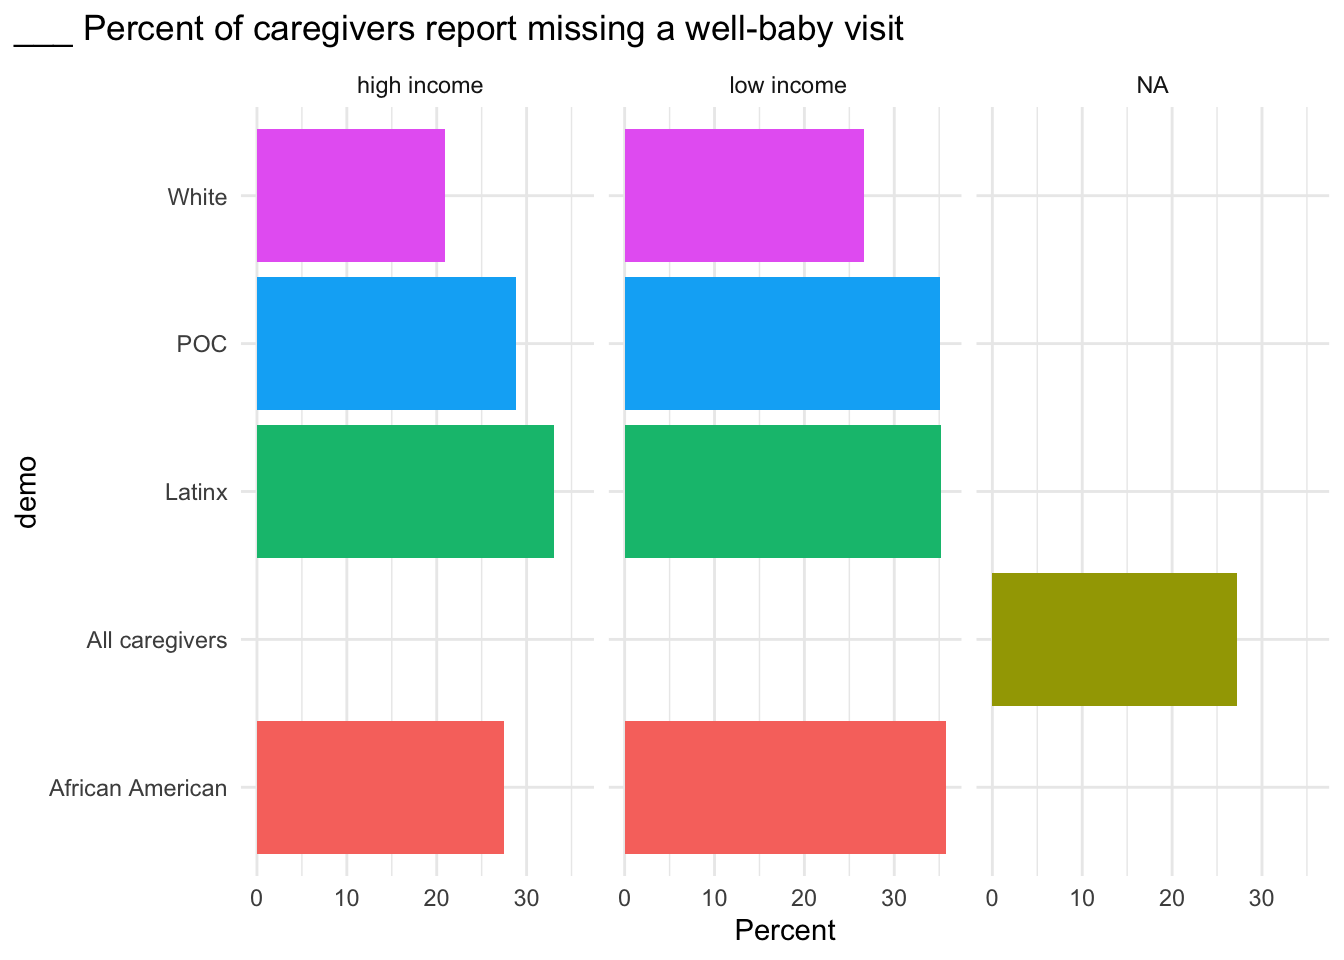 ___ Percent of caregivers report missing a well-baby visit
high income
low income
NA
demo
White
POC
Latinx
All caregivers
African American
0 10 20 30 0 10 20 30 0 10 20 30
Percent